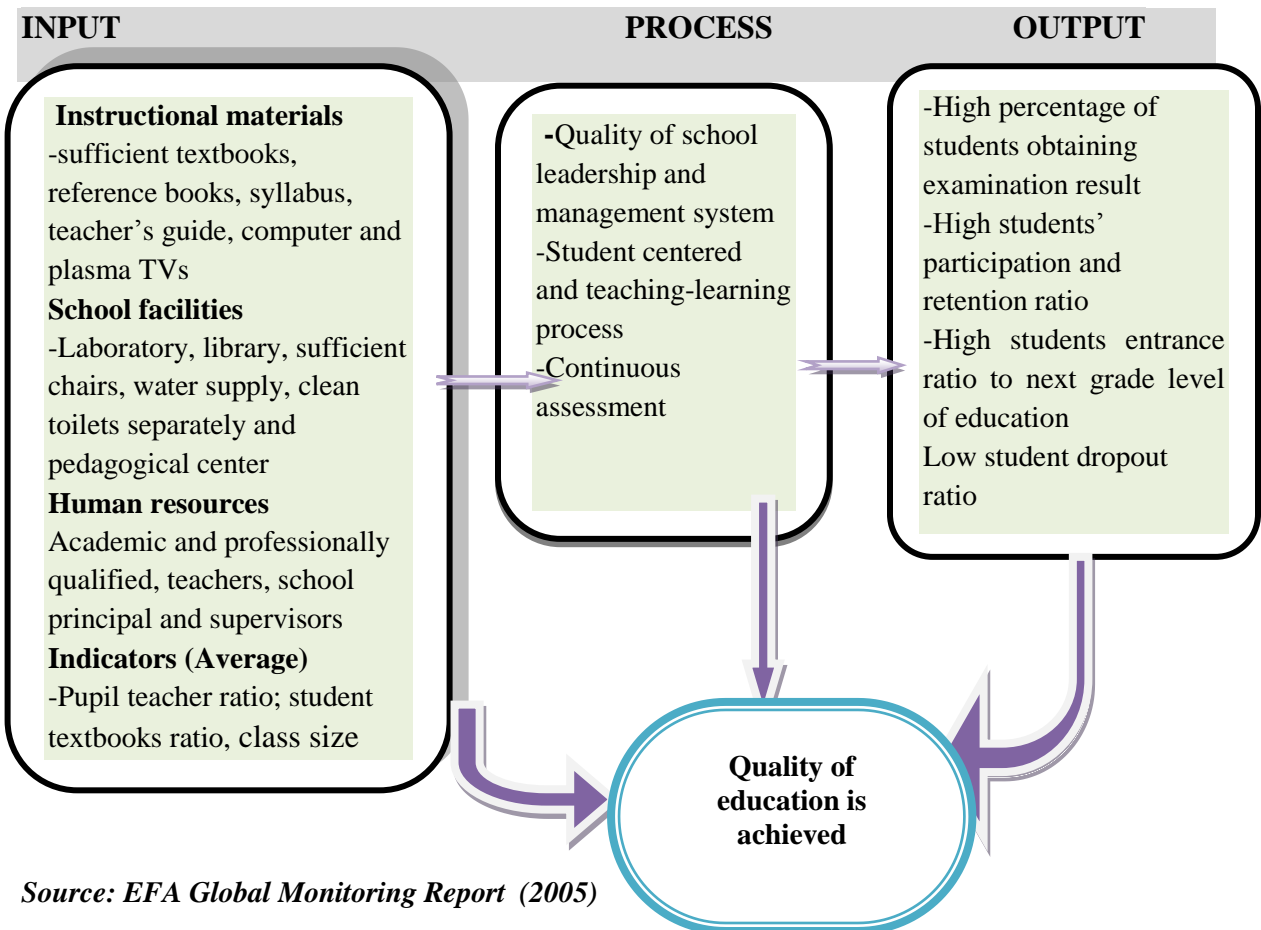 INPUT PROCESS OUTPUT
Instructional materials
-sufficient textbooks,
reference books, syllabus,
teacher’s guide, computer and
plasma TVs
School facilities
-Laboratory, library, sufficient
chairs, water supply, clean
toilets separately and
pedagogical center
Human resources
Academic and professionally
qualified, teachers, school
principal and supervisors
Indicators (Average)
-Pupil teacher ratio; student
textbooks ratio, class size
-Quality of school
leadership and
management system
-Student centered
and teaching-learning
process
-Continuous
assessment
-High percentage of
students obtaining
examination result
-High students’
participation and
retention ratio
-High students entrance
ratio to next grade level
of education
Low student dropout
ratio
Quality of
education is
achieved
Source: EFA Global Monitoring Report (2005)